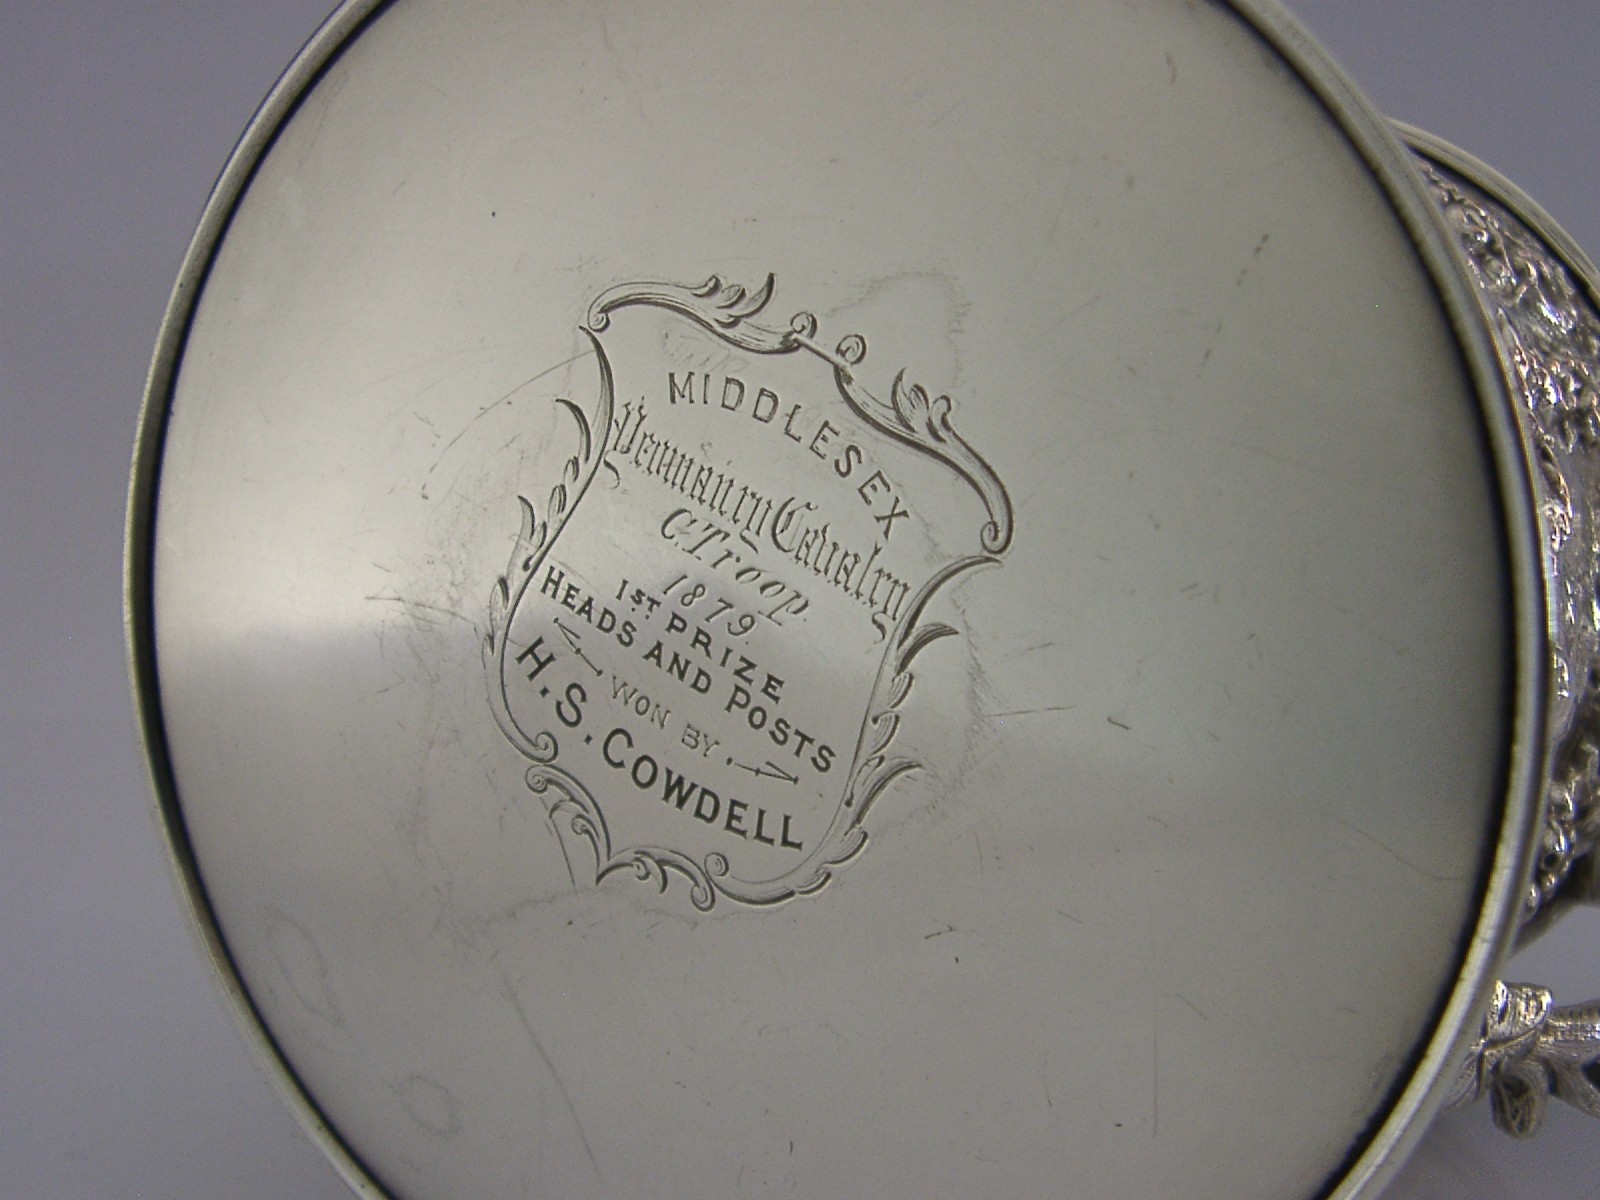 MIDDLESEX
Yeomanry Cavalry
C. Troop.
1879.
1ST PRIZE
HEADS AND POSTS
WON BY.
H. S. COWDELL